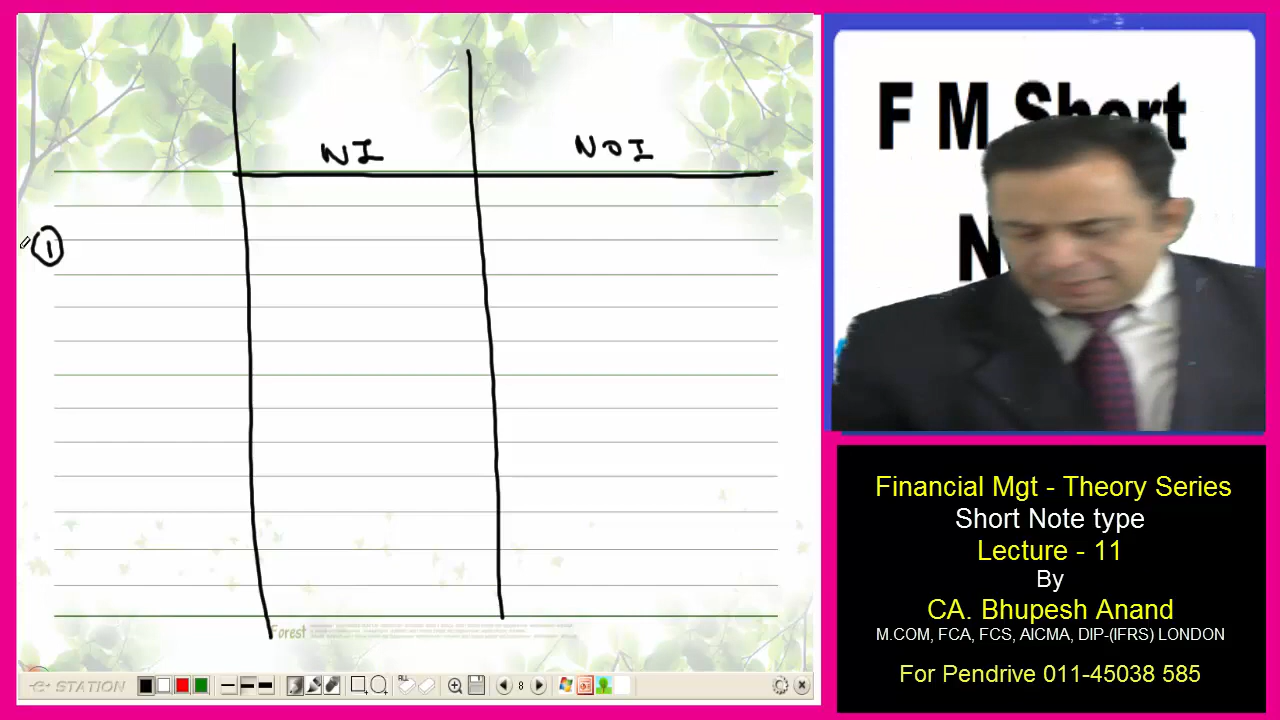 NI
NOI
1
Forest
STATION
8
F M Short
N
Financial Mgt - Theory Series
Short Note type
Lecture - 11
By
CA. Bhupesh Anand
M.COM, FCA, FCS, AICMA, DIP-(IFRS) LONDON
For Pendrive 011-45038 585